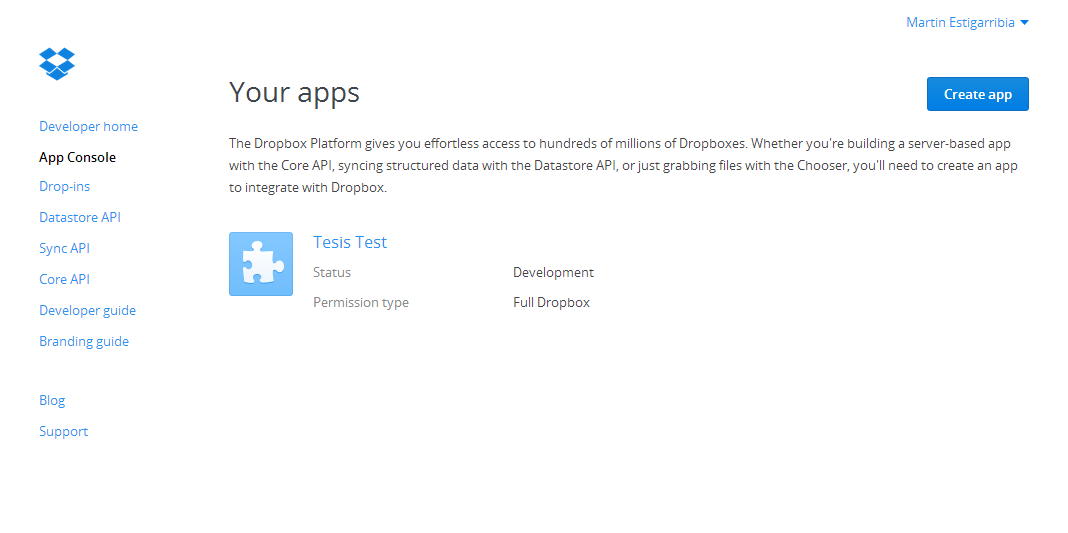 Martin Estigarribia
Your apps
Create app
Developer home
App Console
Drop-ins
Datastore API
Sync API
Core API
Developer guide
Branding guide
Blog
Support
The Dropbox Platform gives you effortless access to hundreds of millions of Dropboxes. Whether you're building a server-based app
with the Core API, syncing structured data with the Datastore API, or just grabbing files with the Chooser, you'll need to create an app
to integrate with Dropbox.
Tesis Test
Status Development
Permission type Full Dropbox